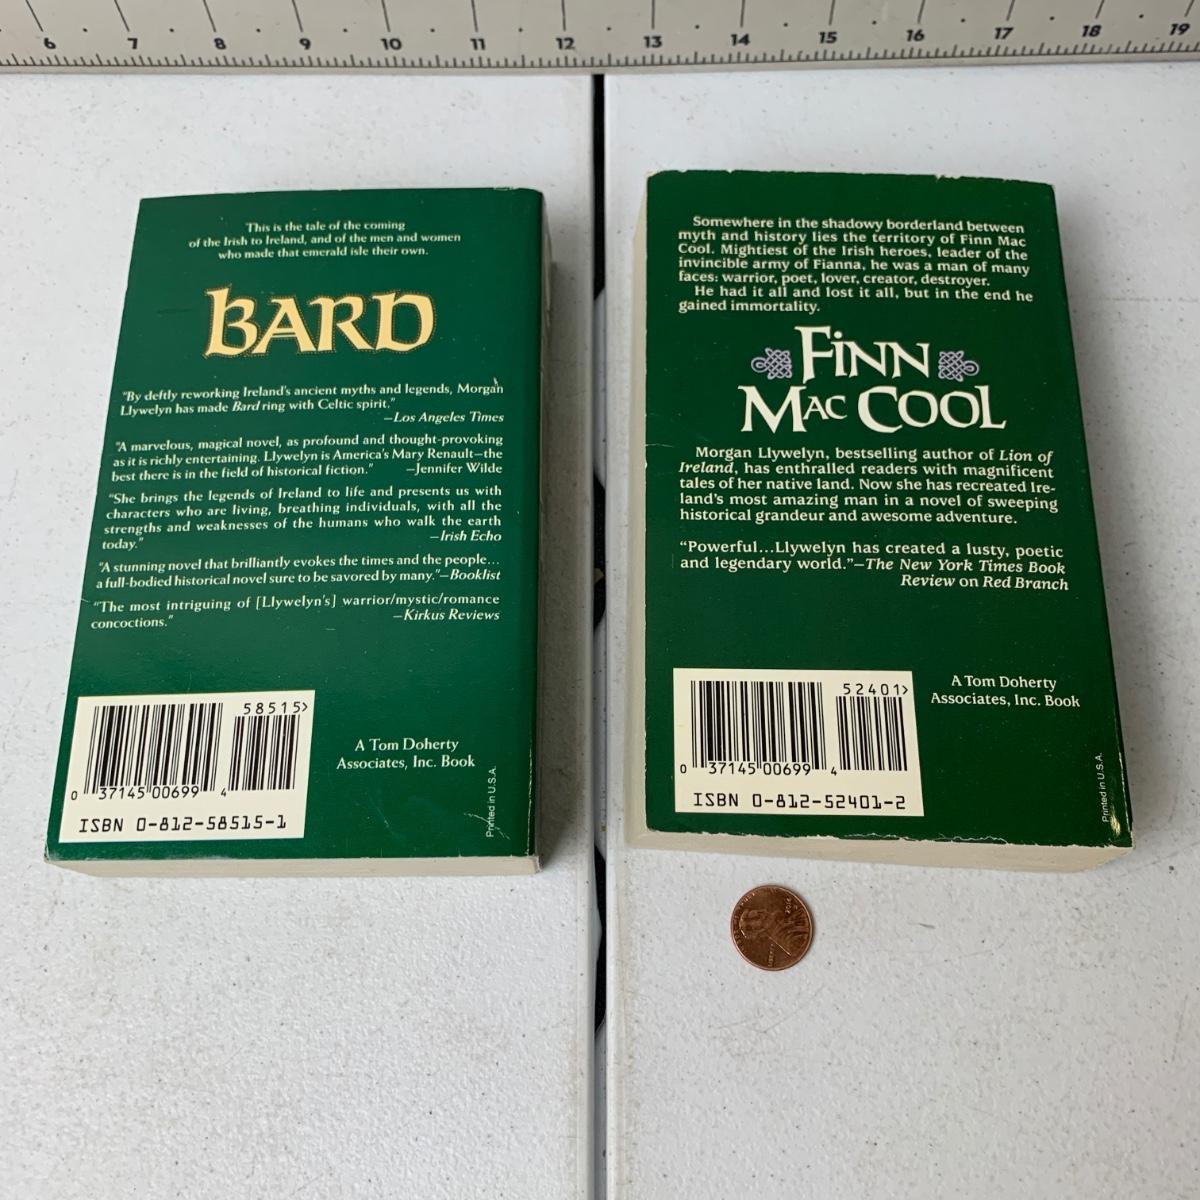 6 7 8 9 10 11 12 13 14 15 16 17 18 19
This is the tale of the coming
of the Irish to Ireland, and of the men and women
who made that emerald isle their own.
BARD
"By deftly reworking Ireland's ancient myths and legends, Morgan
Llywelyn has made Bard ring with Celtic spirit."
—Los Angeles Times
"A marvelous, magical novel, as profound and thought-provoking
as it is richly entertaining. Llywelyn is America's Mary Renault—the
best there is in the field of historical fiction." —Jennifer Wilde
"She brings the legends of Ireland to life and presents us with
characters who are living, breathing individuals, with all the
strengths and weaknesses of the humans who walk the earth
today." —Irish Echo
"A stunning novel that brilliantly evokes the times and the people...
a full-bodied historical novel sure to be savored by many."—Booklist
"The most intriguing of [Llywelyn's] warrior/mystic/romance
concoctions." —Kirkus Reviews
58515>
0 37145 00699 4
ISBN 0-812-58515-1
A Tom Doherty
Associates, Inc. Book
Printed in U.S.A.
Somewhere in the shadowy borderland between
myth and history lies the territory of Finn Mac
Cool. Mightiest of the Irish heroes, leader of the
invincible army of Fianna, he was a man of many
faces: warrior, poet, lover, creator, destroyer.
He had it all and lost it all, but in the end he
gained immortality.
FiNN
MAC COOL
Morgan Llywelyn, bestselling author of Lion of
Ireland, has enthralled readers with magnificent
tales of her native land. Now she has recreated Ire-
land's most amazing man in a novel of sweeping
historical grandeur and awesome adventure.
"Powerful...Llywelyn has created a lusty, poetic
and legendary world."—The New York Times Book
Review on Red Branch
52401>
0 37145 00699 4
ISBN 0-812-52401-2
A Tom Doherty
Associates, Inc. Book
Printed in U.S.A.